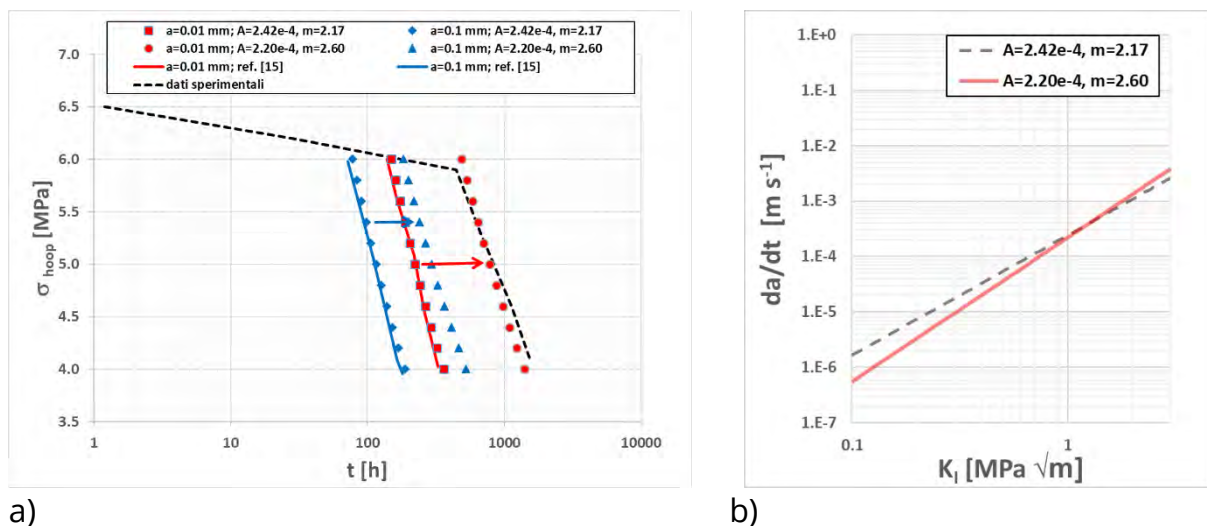 a=0.01 mm; A=2.42e-4, m=2.17
a=0.1 mm; A=2.42e-4, m=2.17
a=0.01 mm; A=2.20e-4, m=2.60
a=0.1 mm; A=2.20e-4, m=2.60
a=0.01 mm; ref. [15]
a=0.1 mm; ref. [15]
dati sperimentali
7.0
6.5
6.0
5.5
5.0
4.5
4.0
3.5
σ hoop [MPa]
1
10
100
1000
10000
t [h]
a)
A=2.42e-4, m=2.17
A=2.20e-4, m=2.60
1.E+0
1.E-1
1.E-2
1.E-3
1.E-4
1.E-5
1.E-6
1.E-7
da/dt [m s-1]
0.1
1
KI [MPa √m]
b)